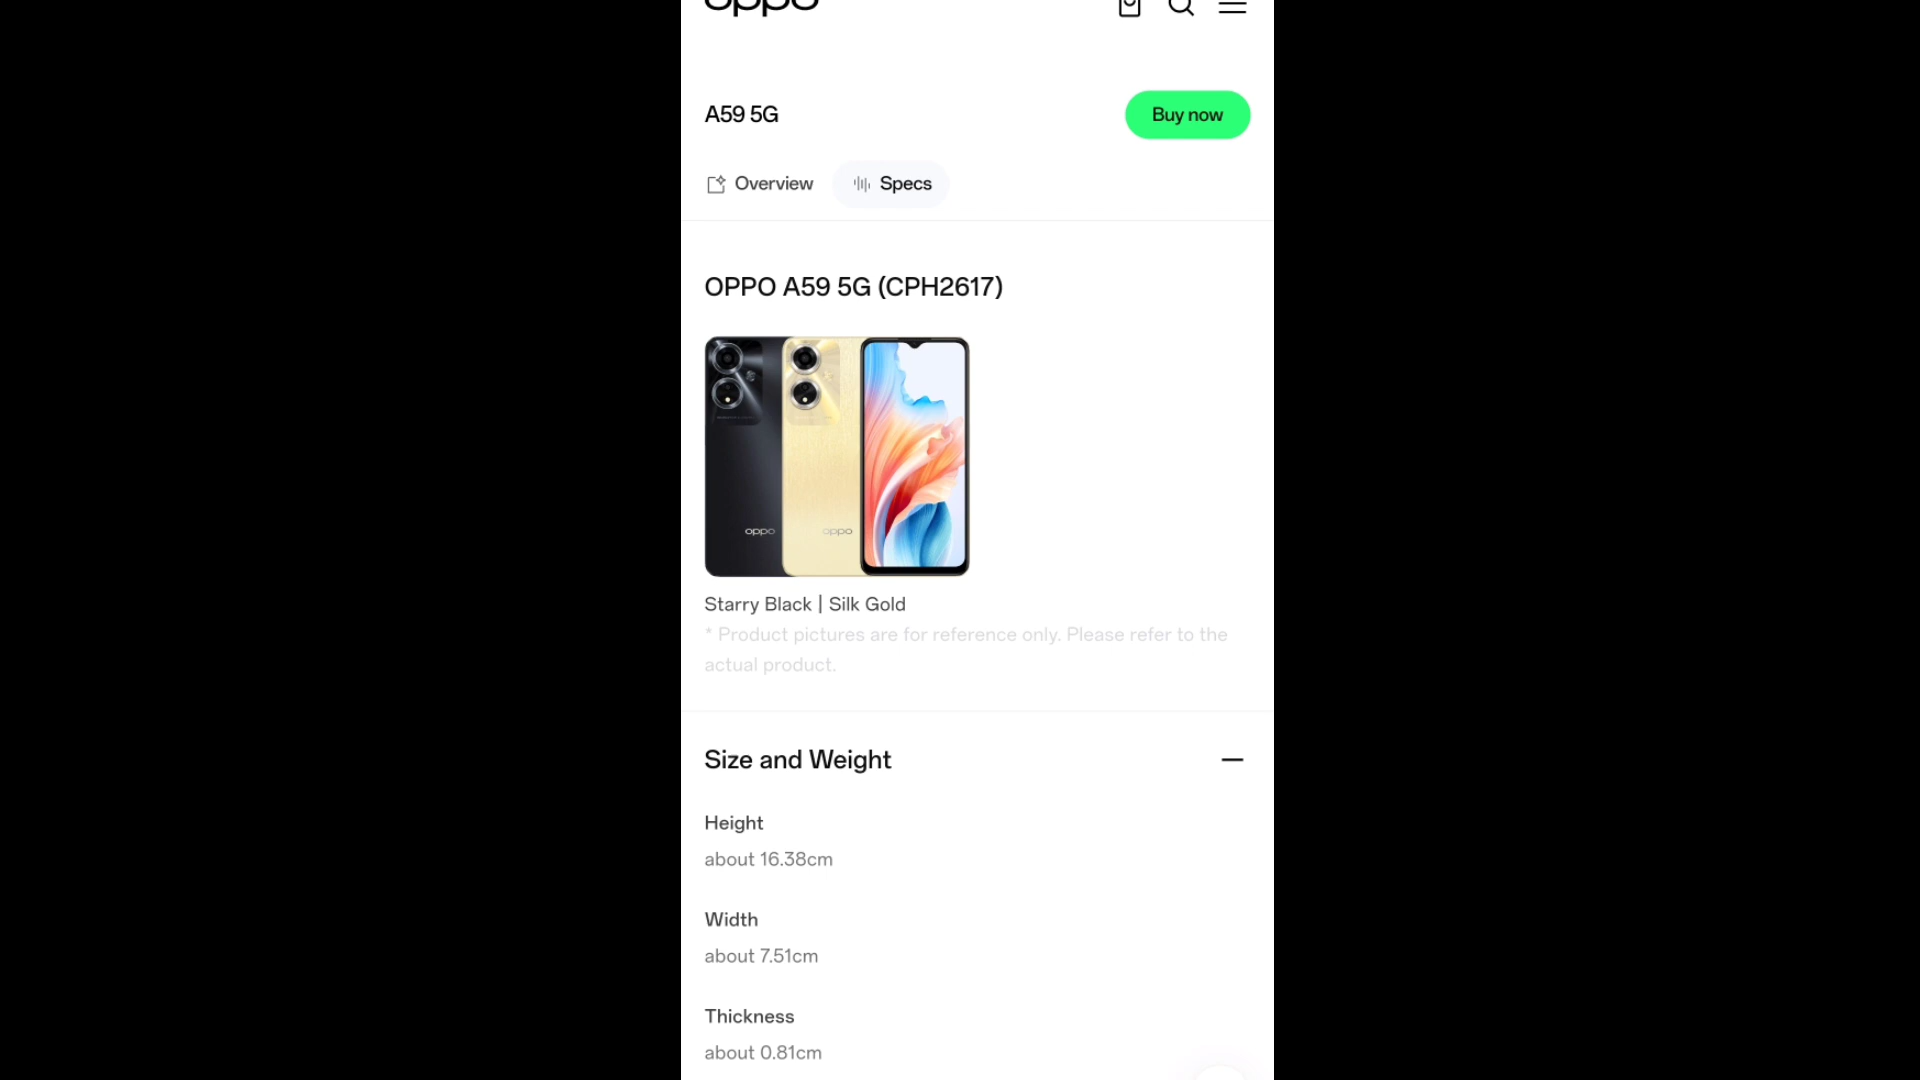 oppo
A59 5G
Buy now
Overview
Specs
OPPO A59 5G (CPH2617)
oppo
oppo
Starry Black | Silk Gold
* Product pictures are for reference only. Please refer to the
actual product.
Size and Weight
Height
about 16.38cm
Width
about 7.51cm
Thickness
about 0.81cm